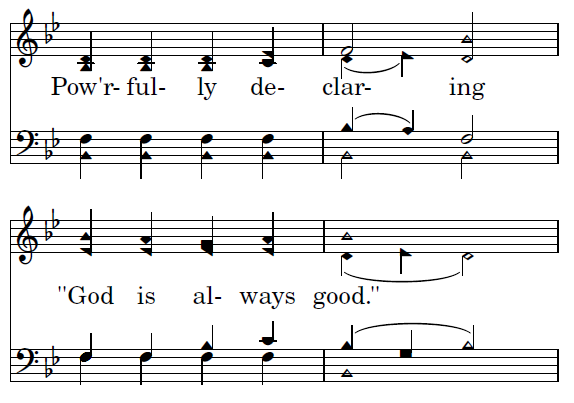 Pow'r- ful- ly de- clar- ing
"God is al- ways good."